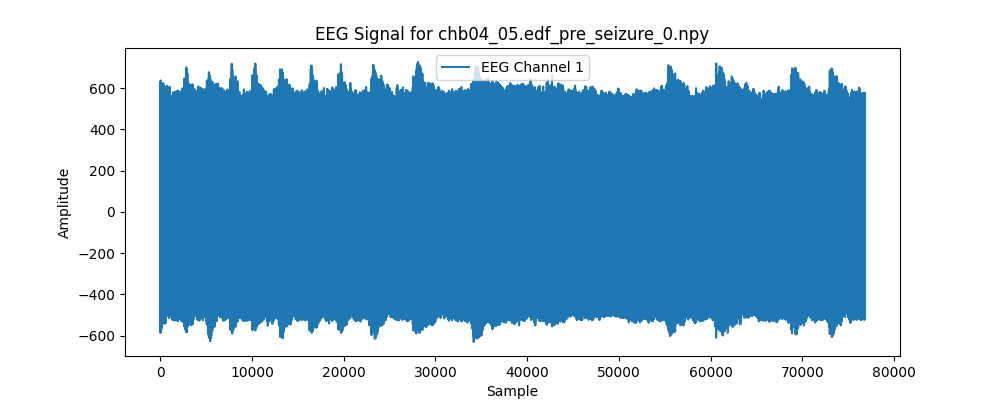 EEG Signal for chb04_05.edf_pre_seizure_0.npy
EEG Channel 1
600
400
200
0
−200
−400
−600
Amplitude
0 10000 20000 30000 40000 50000 60000 70000 80000
Sample